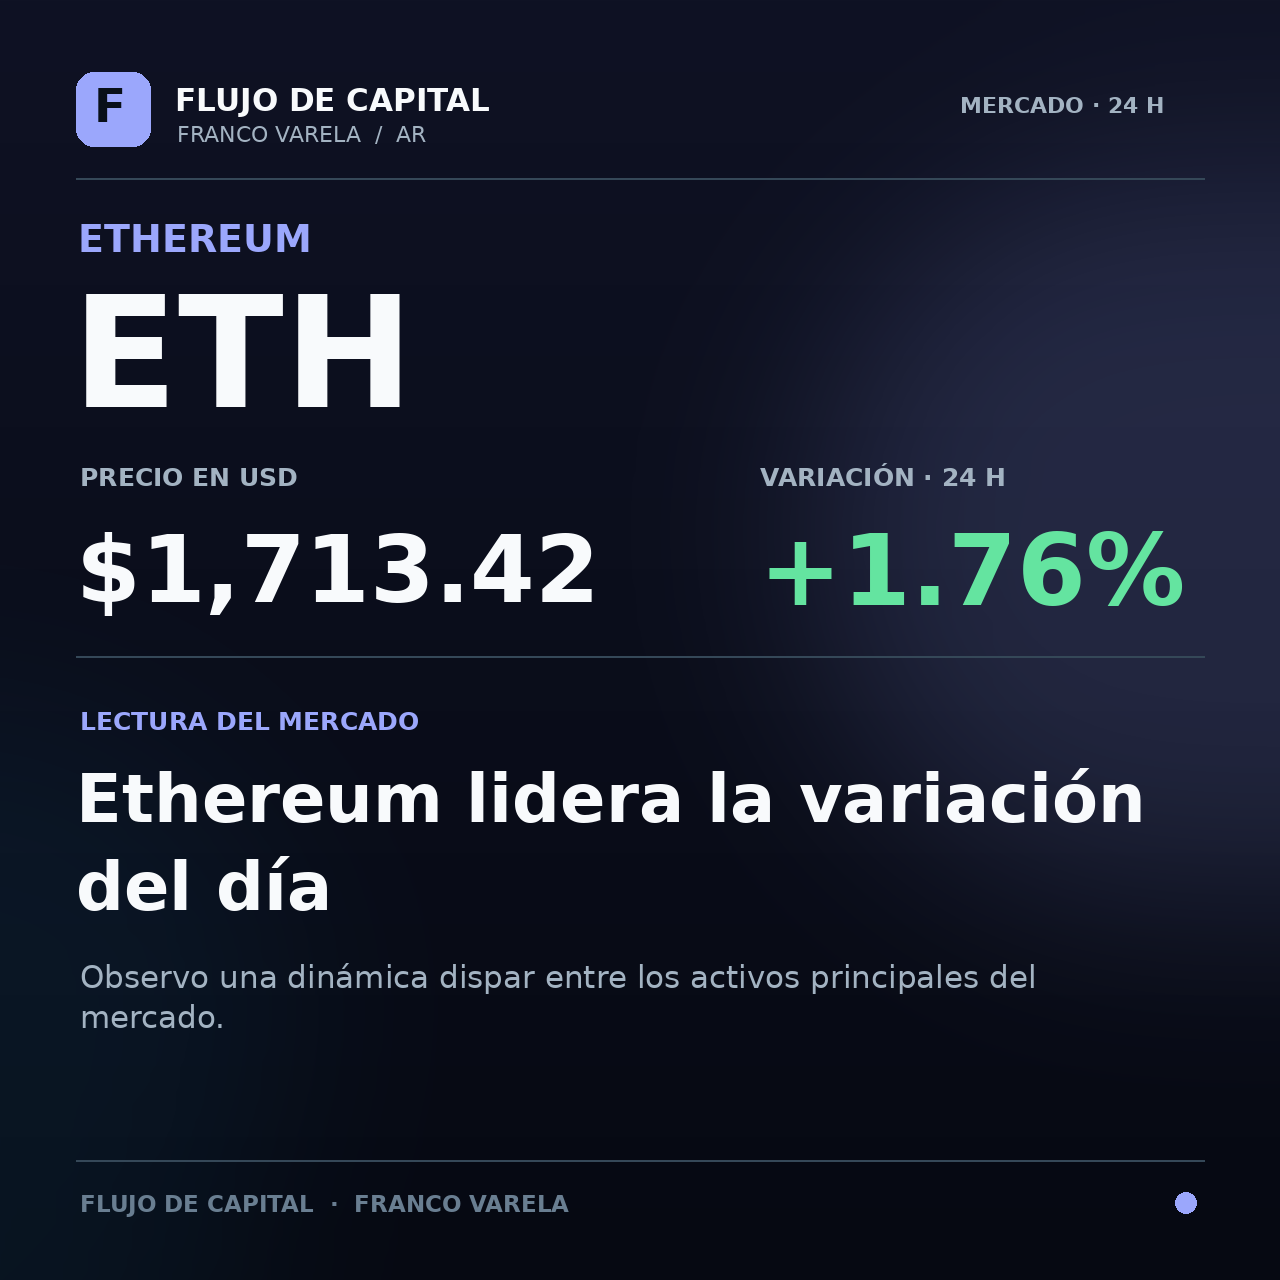 F
FLUJO DE CAPITAL
FRANCO VARELA / AR
MERCADO · 24 H
ETHEREUM
ETH
PRECIO EN USD
VARIACIÓN · 24 H
$1,713.42
+1.76%
LECTURA DEL MERCADO
Ethereum lidera la variación
del día
Observo una dinámica dispar entre los activos principales del
mercado.
FLUJO DE CAPITAL · FRANCO VARELA